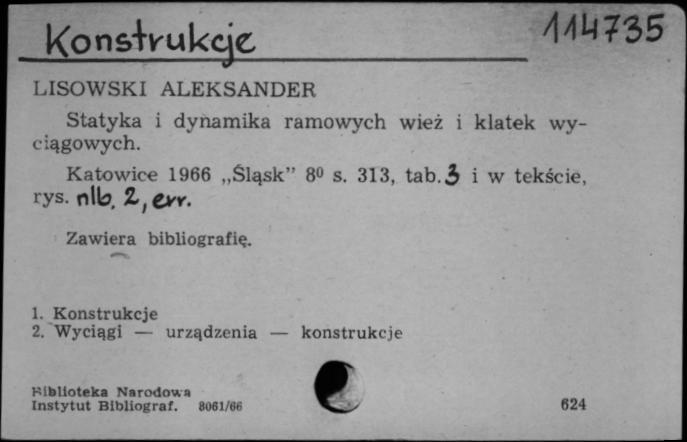 Konstrukcje 114735
LISOWSKI ALEKSANDER
Statyka i dynamika ramowych wież i klatek wy-
ciągowych.
Katowice 1966 „Śląsk” 8⁰ s. 313, tab. 3 i w tekście,
rys. nlb. 2, err.
Zawiera bibliografię.
1. Konstrukcje
2. Wyciągi — urządzenia — konstrukcje
Biblioteka Narodowa
Instytut Bibliograf. 8061/66 624